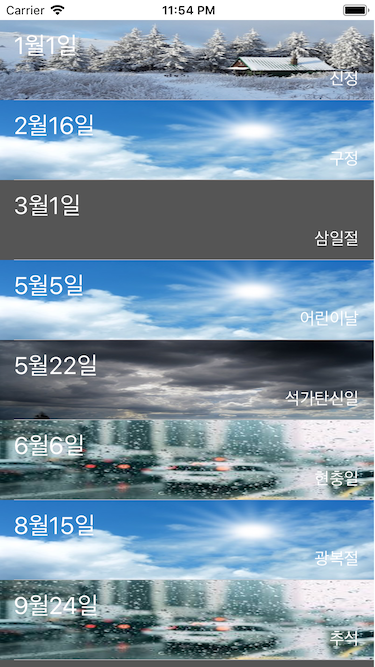 Carrier 11:54 PM
1월1일
신정
2월16일
구정
3월1일
삼일절
5월5일
어린이날
5월22일
석가탄신일
6월6일
현충일
8월15일
광복절
9월24일
추석